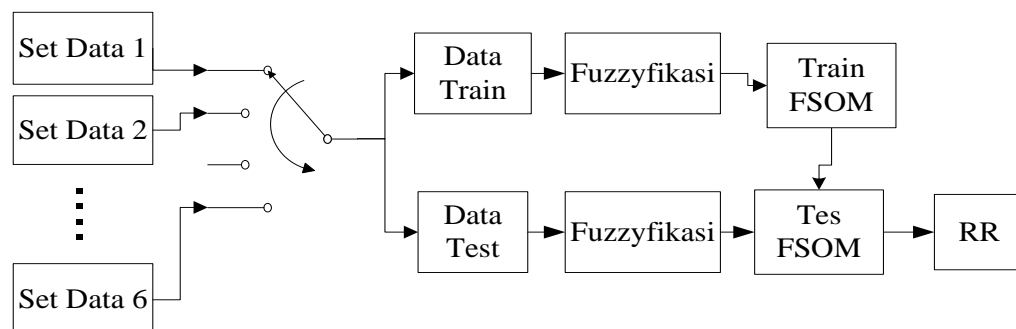 Set Data 1
Set Data 2
Set Data 6
Data
Train
Fuzzyfikasi
Train
FSOM
Data
Test
Fuzzyfikasi
Tes
FSOM
RR